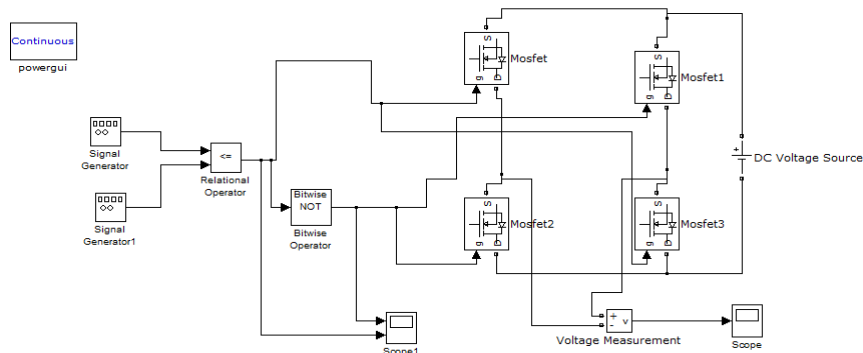 Continuous
powergui
S
g
D
Mosfet
S
g
D
Mosfet1
Signal
Generator
<=
Relational
Operator
+
DC Voltage Source
Signal
Generator1
Bitwise
NOT
Bitwise
Operator
S
g
D
Mosfet2
S
g
D
Mosfet3
+
-
v
Voltage Measurement
Scope
Scope1